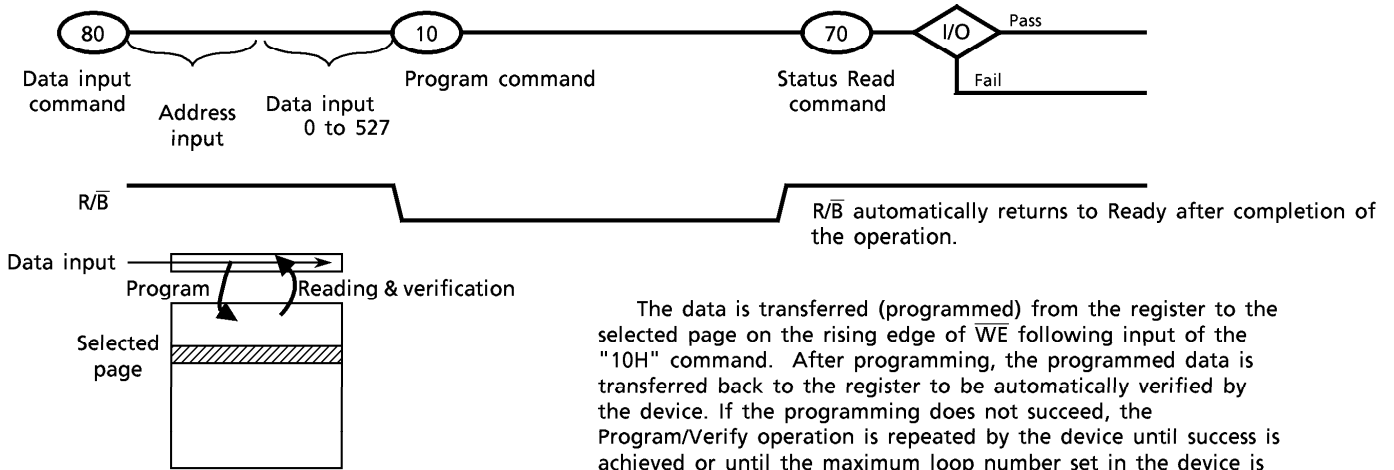 80
10
70
I/O
Pass
Fail
Data input
command
Address
input
Data input
0 to 527
Program command
Status Read
command
R/B̅
R/B̅ automatically returns to Ready after completion of
the operation.
Data input
Program
Reading & verification
Selected
page
The data is transferred (programmed) from the register to the
selected page on the rising edge of W̅E̅ following input of the
"10H" command. After programming, the programmed data is
transferred back to the register to be automatically verified by
the device. If the programming does not succeed, the
Program/Verify operation is repeated by the device until success is
achieved or until the maximum loop number set in the device is